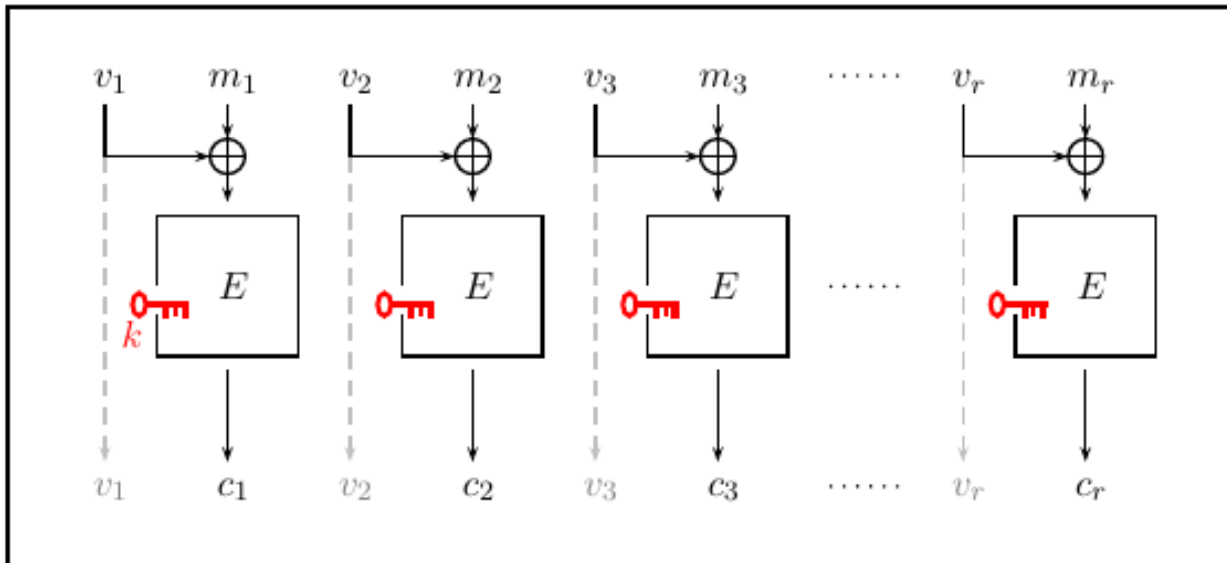 v₁ m₁ v₂ m₂ v₃ m₃ ······ vᵣ mᵣ
E E E ······ E
k
v₁ c₁ v₂ c₂ v₃ c₃ ······ vᵣ cᵣ